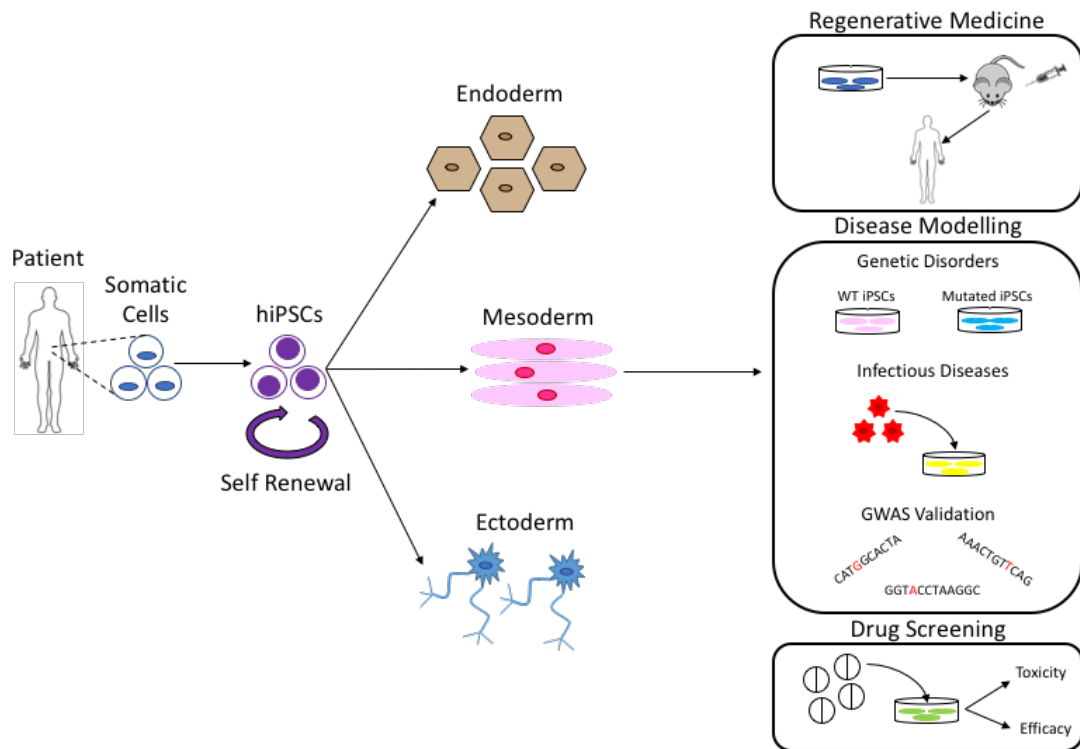 Patient
Somatic
Cells
hiPSCs
Self Renewal
Endoderm
Mesoderm
Ectoderm
Regenerative Medicine
Disease Modelling
Genetic Disorders
WT iPSCs
Mutated iPSCs
Infectious Diseases
GWAS Validation
CATGGCACTA
AAACTGTTCAG
GGTACCTAAGGC
Drug Screening
Toxicity
Efficacy